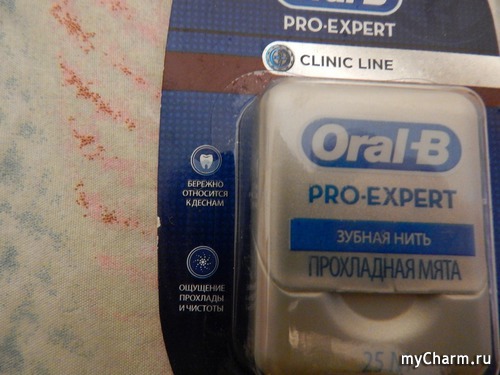 Oral-B
PRO·EXPERT
CLINIC LINE
БЕРЕЖНО
ОТНОСИТСЯ
К ДЕСНАМ
ОЩУЩЕНИЕ
ПРОХЛАДЫ
И ЧИСТОТЫ
Oral-B
PRO·EXPERT
ЗУБНАЯ НИТЬ
ПРОХЛАДНАЯ МЯТА
25
myCharm.ru